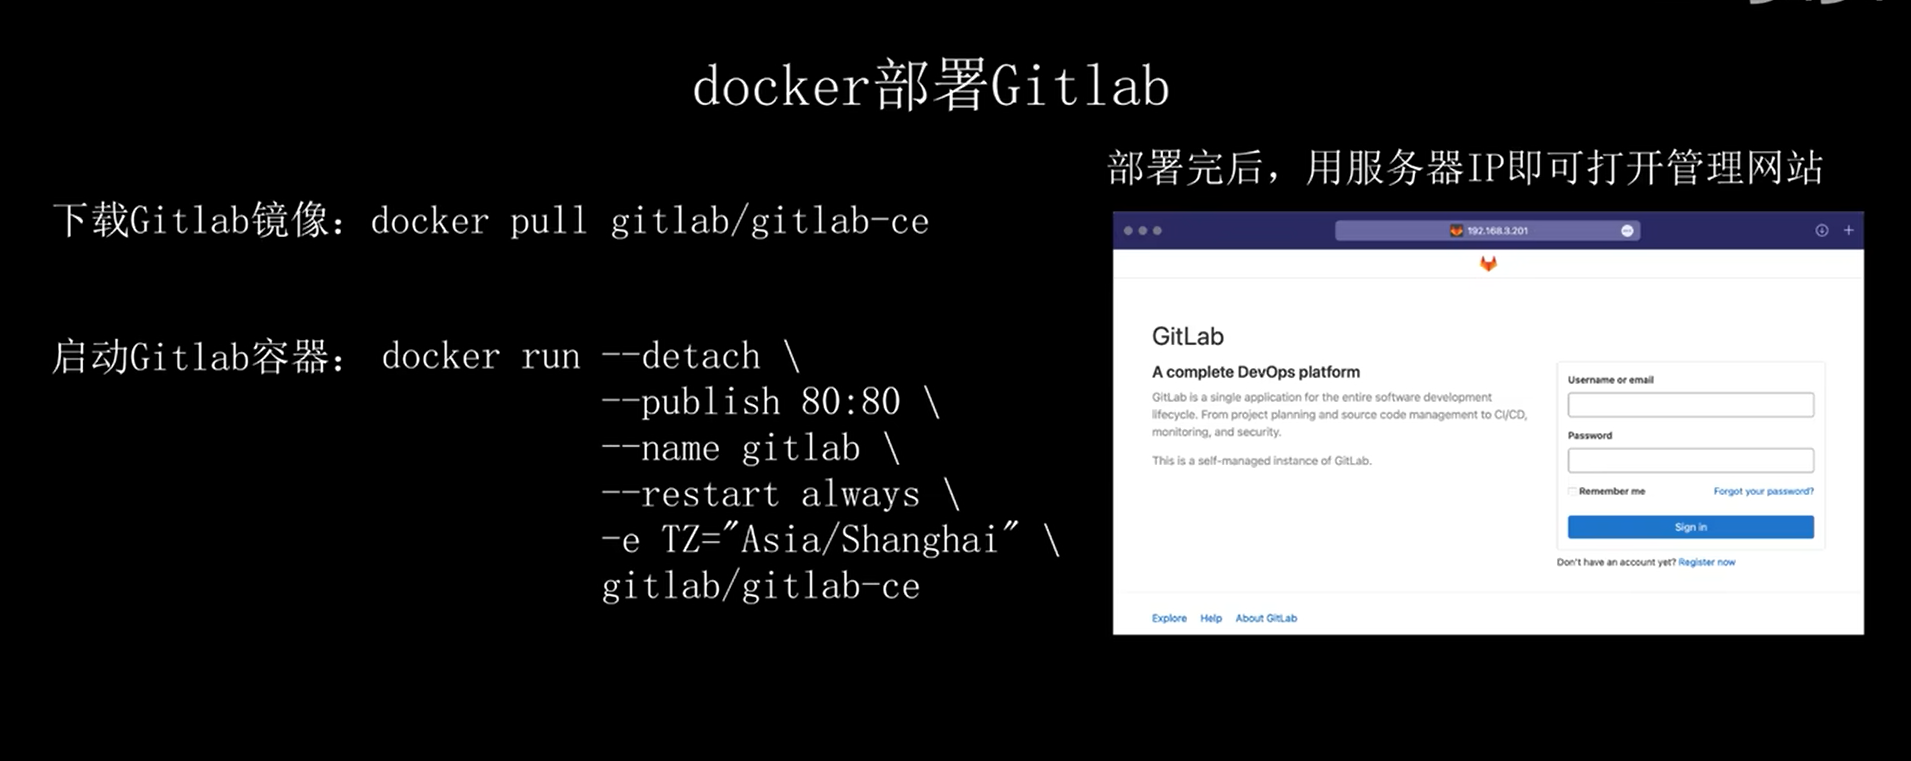 docker部署Gitlab
下载Gitlab镜像：docker pull gitlab/gitlab-ce
启动Gitlab容器： docker run --detach \
--publish 80:80 \
--name gitlab \
--restart always \
-e TZ="Asia/Shanghai" \
gitlab/gitlab-ce
部署完后，用服务器IP即可打开管理网站
192.168.3.201
GitLab
A complete DevOps platform
GitLab is a single application for the entire software development
lifecycle. From project planning and source code management to CI/CD,
monitoring, and security.
This is a self-managed instance of GitLab.
Username or email
Password
Remember me
Forgot your password?
Sign in
Don't have an account yet? Register now
Explore Help About GitLab